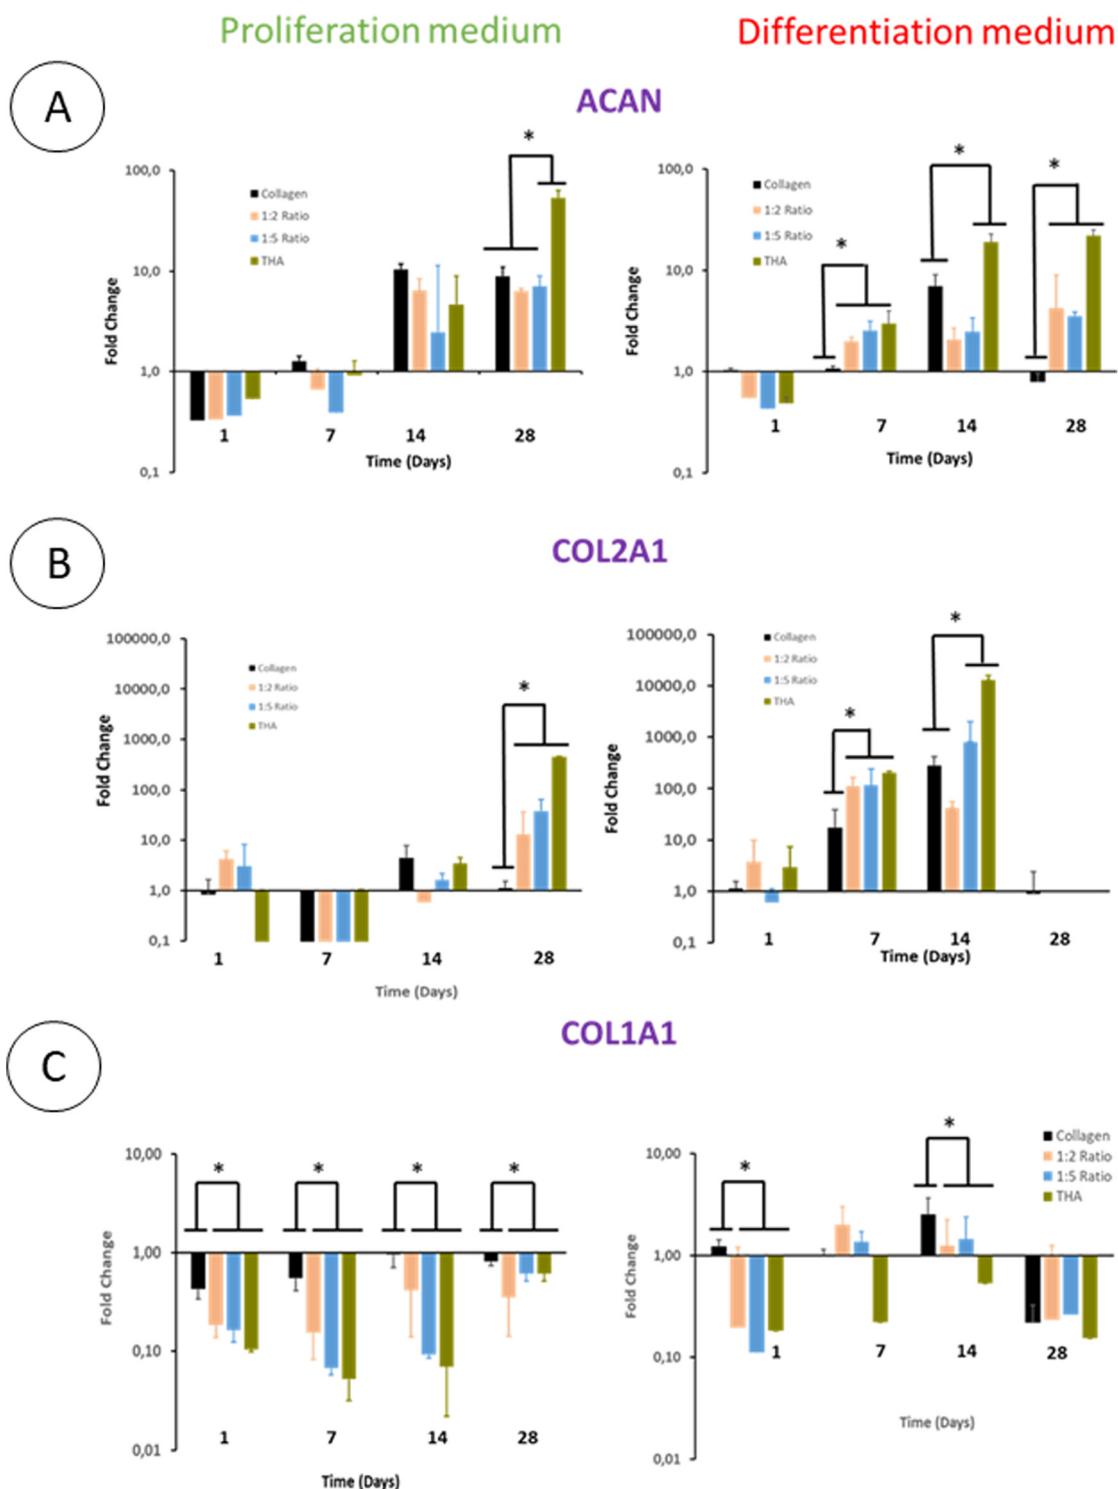 Proliferation medium
Differentiation medium
A
ACAN
*
100,0
10,0
1,0
0,1
Fold Change
Collagen
1:2 Ratio
1:5 Ratio
THA
1 7 14 28
Time (Days)
* * *
100,0
10,0
1,0
0,1
Fold Change
Collagen
1:2 Ratio
1:5 Ratio
THA
1 7 14 28
Time (Days)
B
COL2A1
*
100000,0
10000,0
1000,0
100,0
10,0
1,0
0,1
Fold Change
Collagen
1:2 Ratio
1:5 Ratio
THA
1 7 14 28
Time (Days)
* *
100000,0
10000,0
1000,0
100,0
10,0
1,0
0,1
Fold Change
Collagen
1:2 Ratio
1:5 Ratio
THA
1 7 14 28
Time (Days)
C
COL1A1
* * * *
10,00
1,00
0,10
0,01
Fold Change
1 7 14 28
Time (Days)
* *
10,00
1,00
0,10
0,01
Fold Change
Collagen
1:2 Ratio
1:5 Ratio
THA
1 7 14 28
Time (Days)